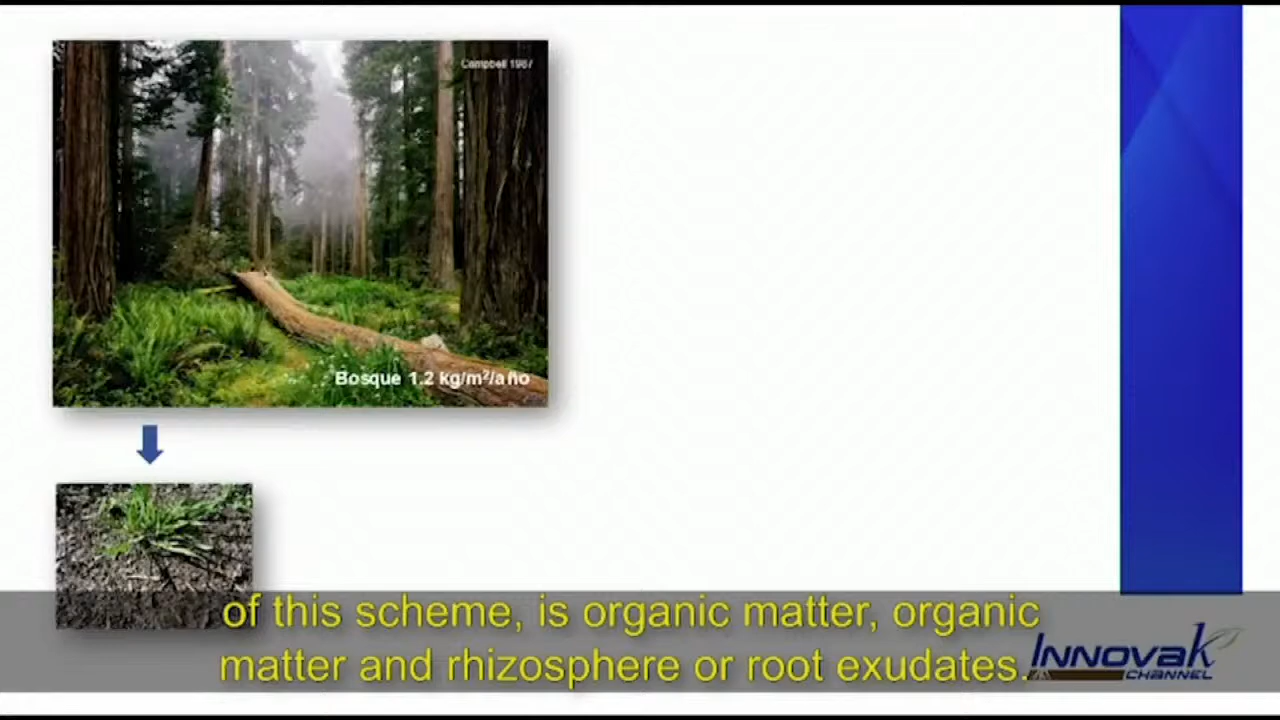 Campbell 1987
Bosque 1.2 kg/m²/año
of this scheme, is organic matter, organic
matter and rhizosphere or root exudates.
Innovak
CHANNEL